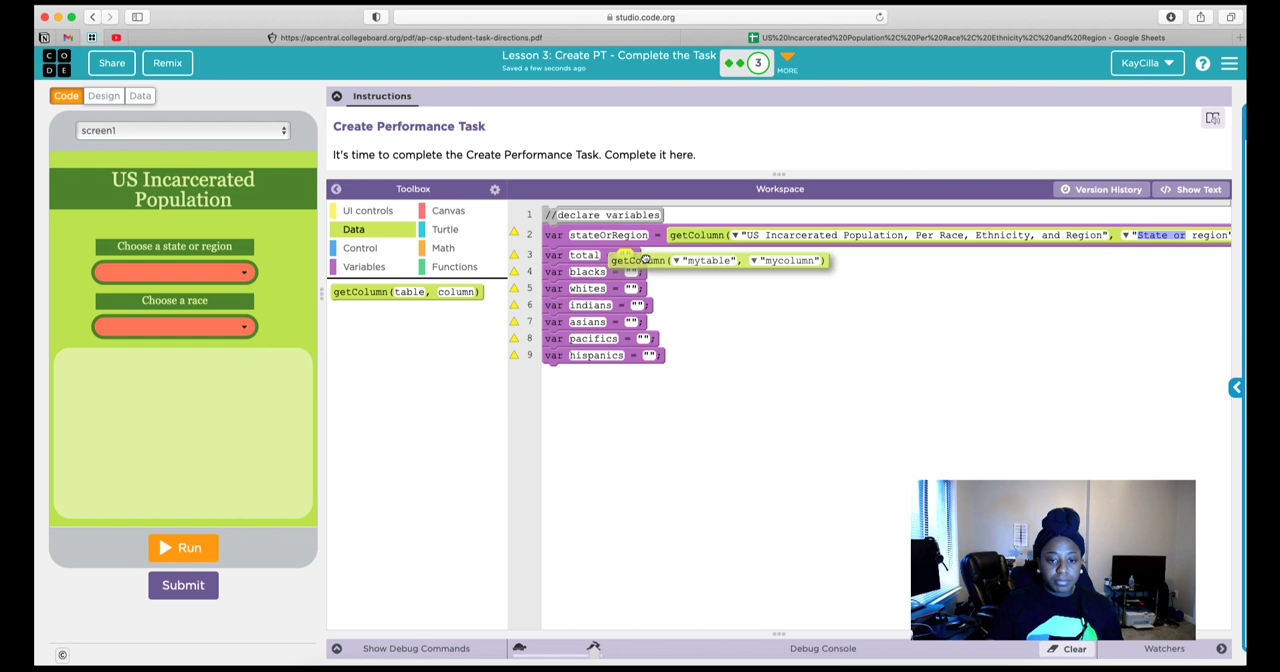 studio.code.org
https://apcentral.collegeboard.org/pdf/ap-csp-student-task-directions.pdf
US%20Incarcerated%20Population%2C%20Per%20Race%2C%20Ethnicity%2C%20and%20Region - Google Sheets
C O
D E
Share
Remix
Lesson 3: Create PT - Complete the Task
Saved a few seconds ago
3
MORE
KayCilla
?
Code
Design
Data
Instructions
screen1
Create Performance Task
It's time to complete the Create Performance Task. Complete it here.
US Incarcerated
Population
Choose a state or region
Choose a race
Run
Submit
Toolbox
Workspace
Version History
</> Show Text
UI controls
Canvas
Data
Turtle
Control
Math
Variables
Functions
getColumn(table, column)
1 //declare variables
2 var stateOrRegion = getColumn(▼"US Incarcerated Population, Per Race, Ethnicity, and Region", ▼"State or region"
3 var total
getColumn(▼"mytable", ▼"mycolumn")
4 var blacks = "";
5 var whites = "";
6 var indians = "";
7 var asians = "";
8 var pacifics = "";
9 var hispanics = "";
Show Debug Commands
Debug Console
Clear
Watchers